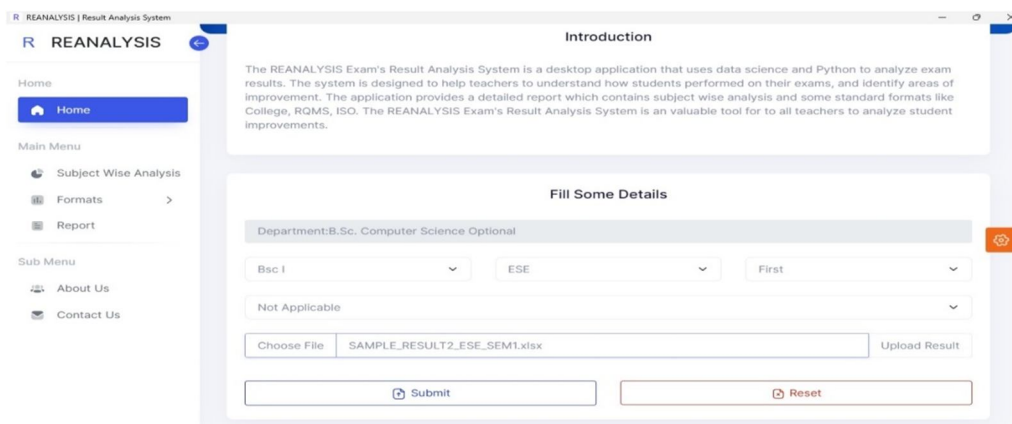 R REANALYSIS | Result Analysis System
R REANALYSIS
Home
Home
Main Menu
Subject Wise Analysis
Formats
Report
Sub Menu
About Us
Contact Us
Introduction
The REANALYSIS Exam's Result Analysis System is a desktop application that uses data science and Python to analyze exam
results. The system is designed to help teachers to understand how students performed on their exams, and identify areas of
improvement. The application provides a detailed report which contains subject wise analysis and some standard formats like
College, RQMS, ISO. The REANALYSIS Exam's Result Analysis System is an valuable tool for to all teachers to analyze student
improvements.
Fill Some Details
Department:B.Sc. Computer Science Optional
Bsc I ESE First
Not Applicable
Choose File SAMPLE_RESULT2_ESE_SEM1.xlsx Upload Result
Submit Reset